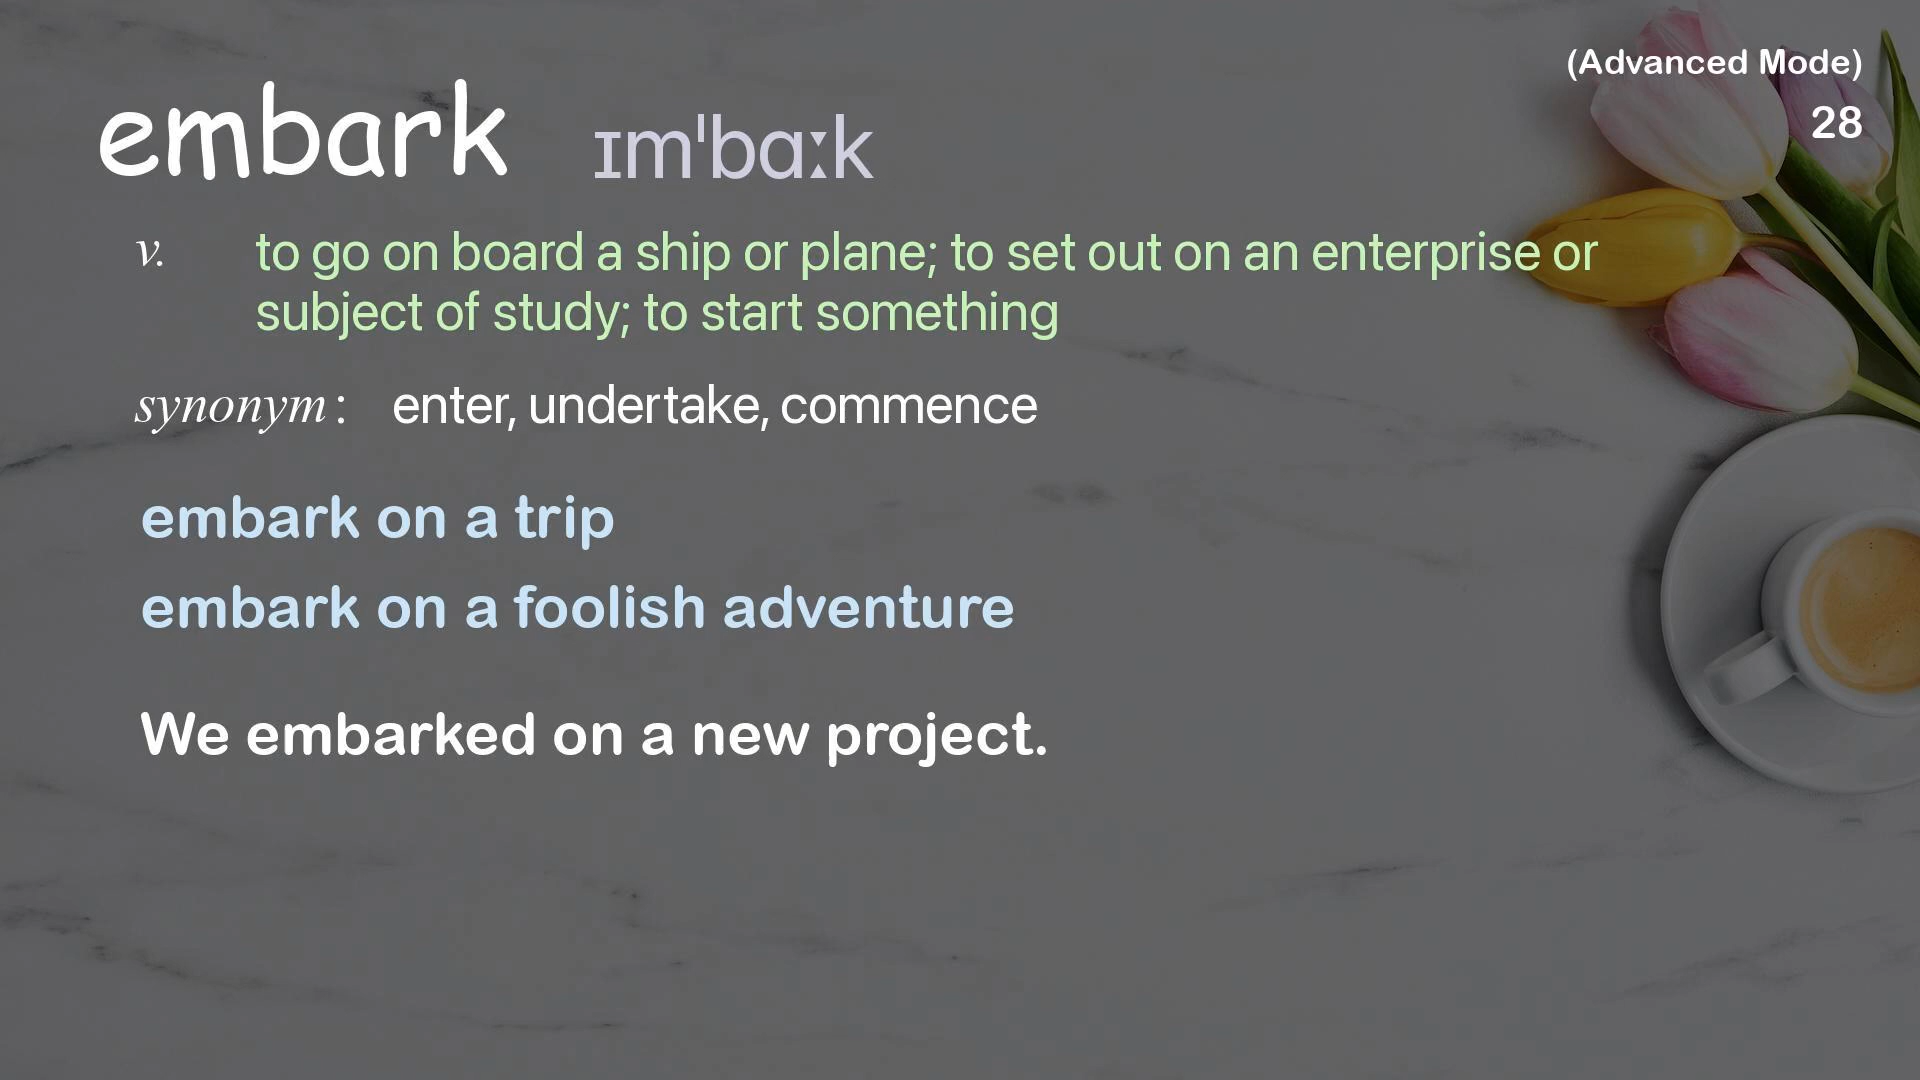 (Advanced Mode)
28
embark ɪm'bɑːk
v. to go on board a ship or plane; to set out on an enterprise or
subject of study; to start something
synonym : enter, undertake, commence
embark on a trip
embark on a foolish adventure
We embarked on a new project.